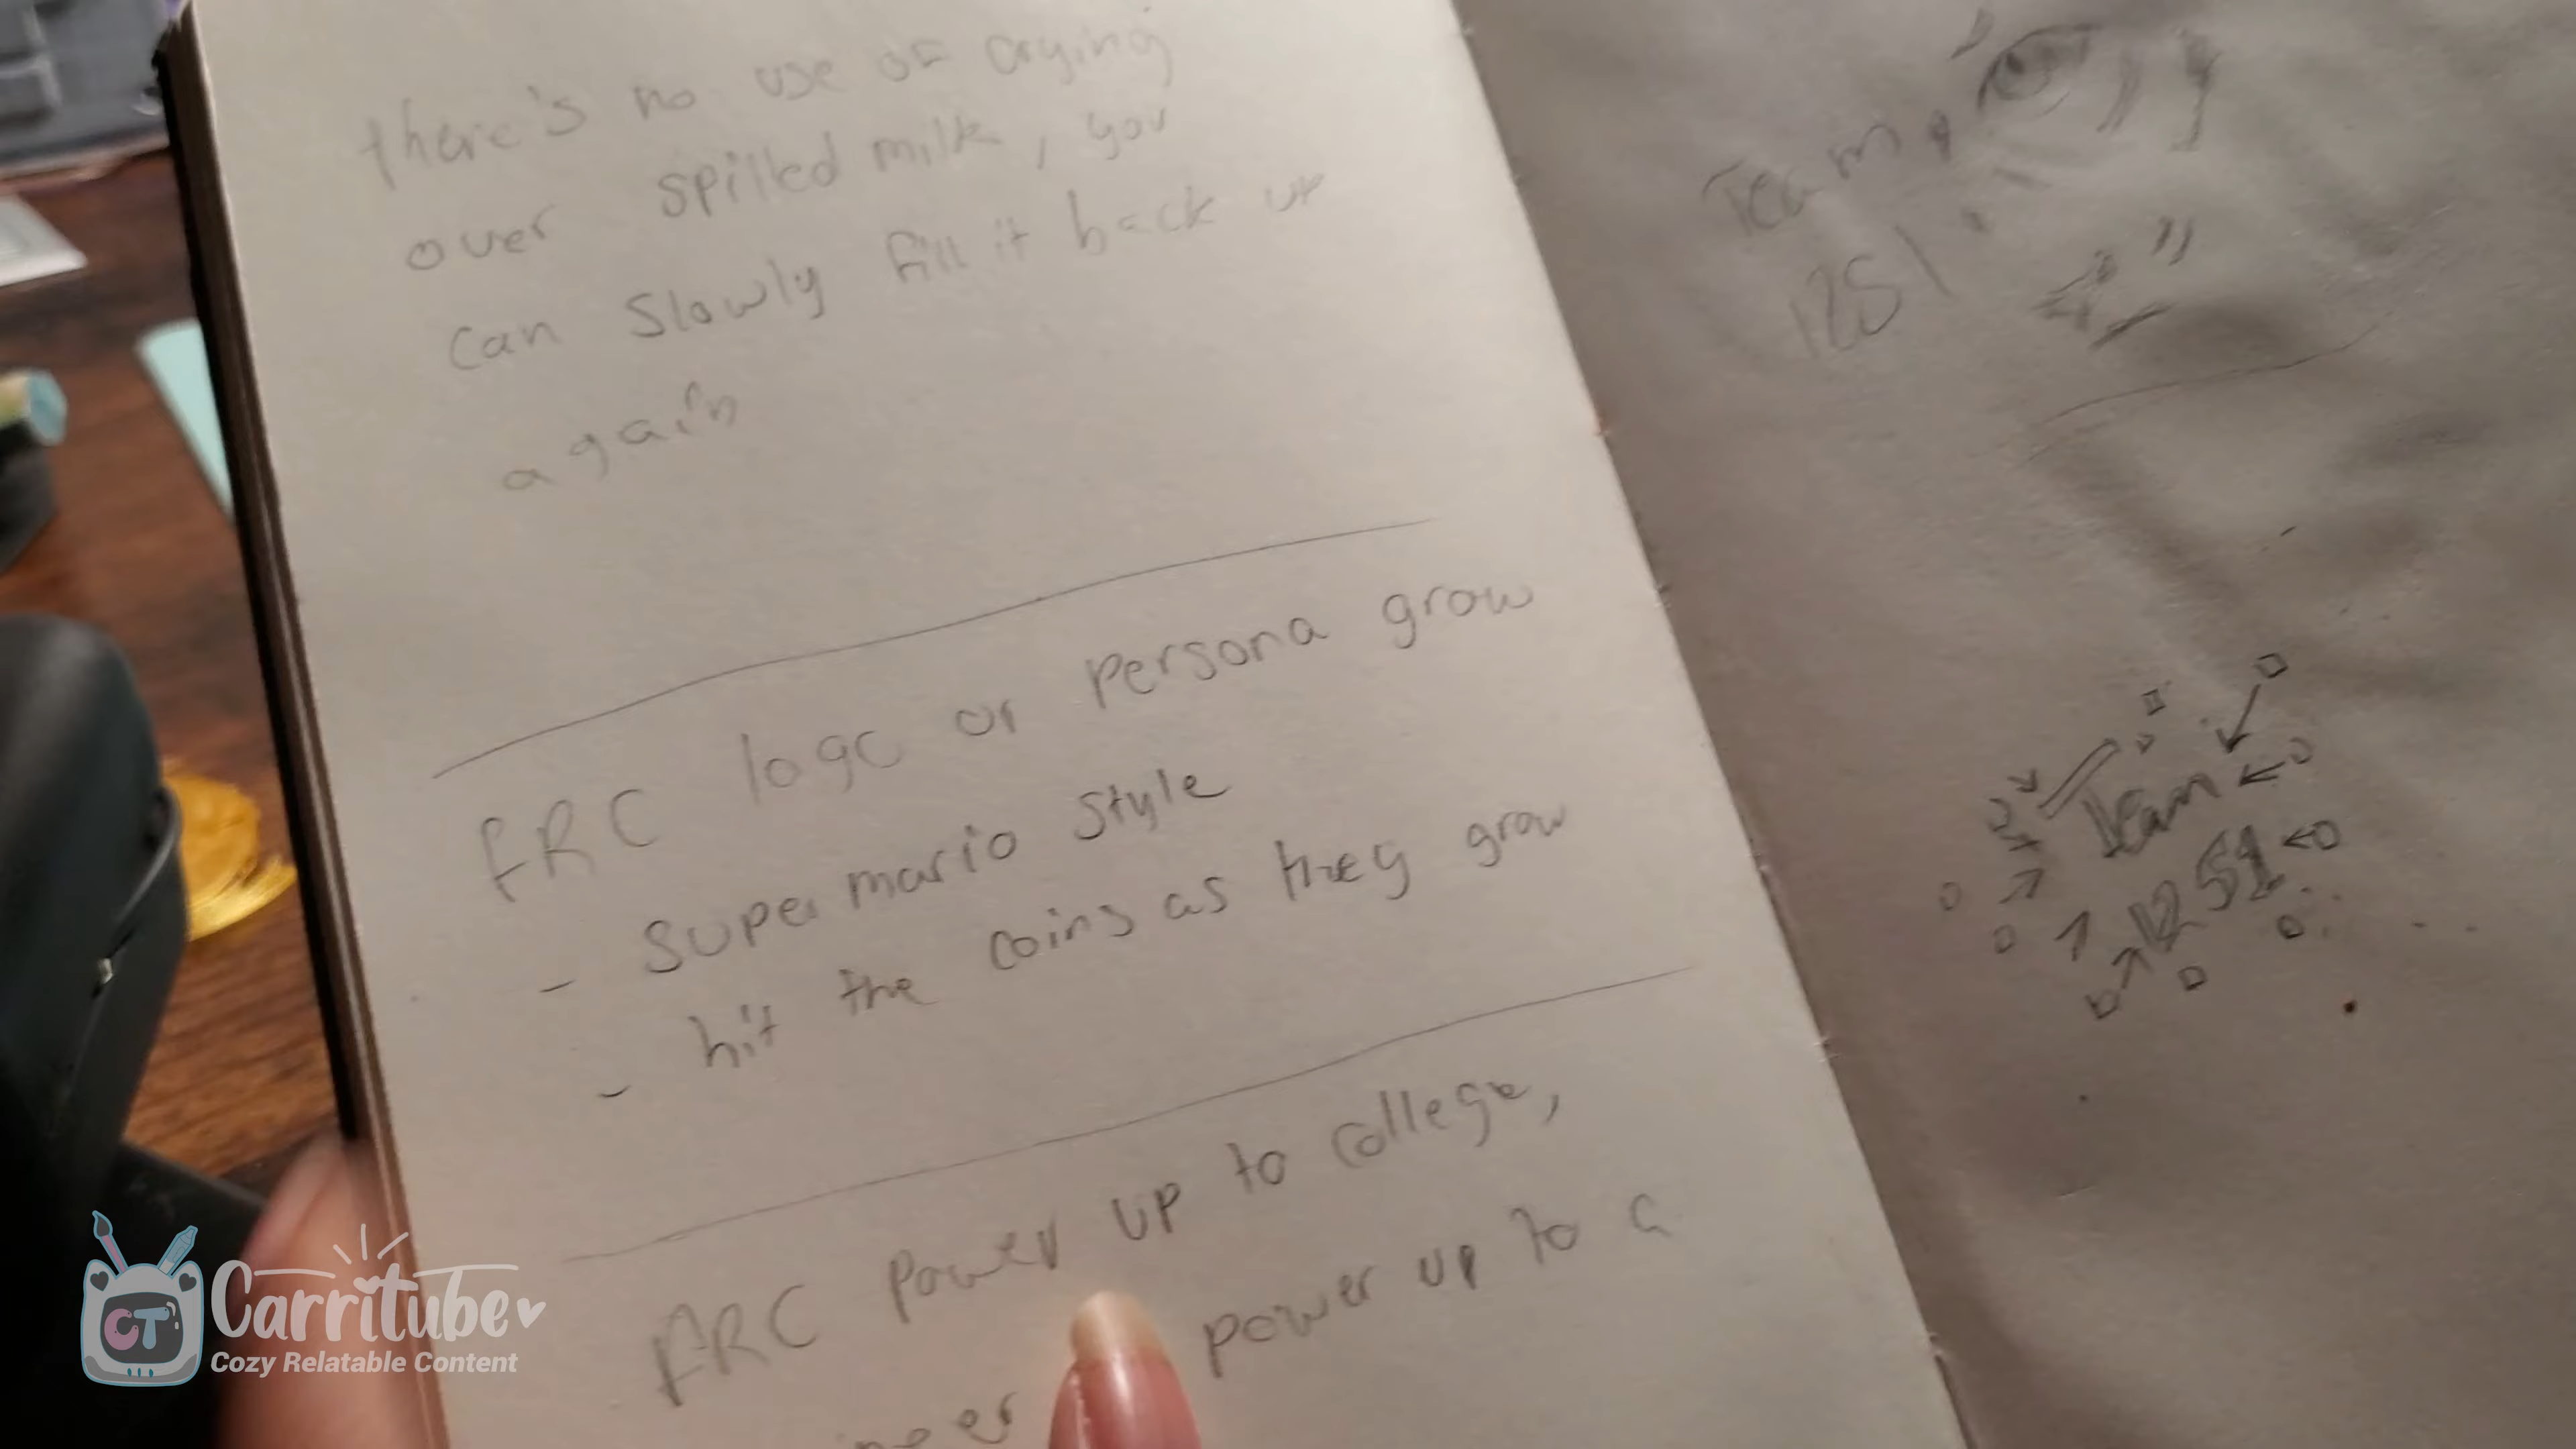 there's no use of crying
over spilled milk, you
can slowly fill it back up
again
FRC logo or persona grow
- Super mario style
- hit the coins as they grow
FRC power up to college,
power up to a
Team
1251
Team
1251
CT
Carritube
Cozy Relatable Content